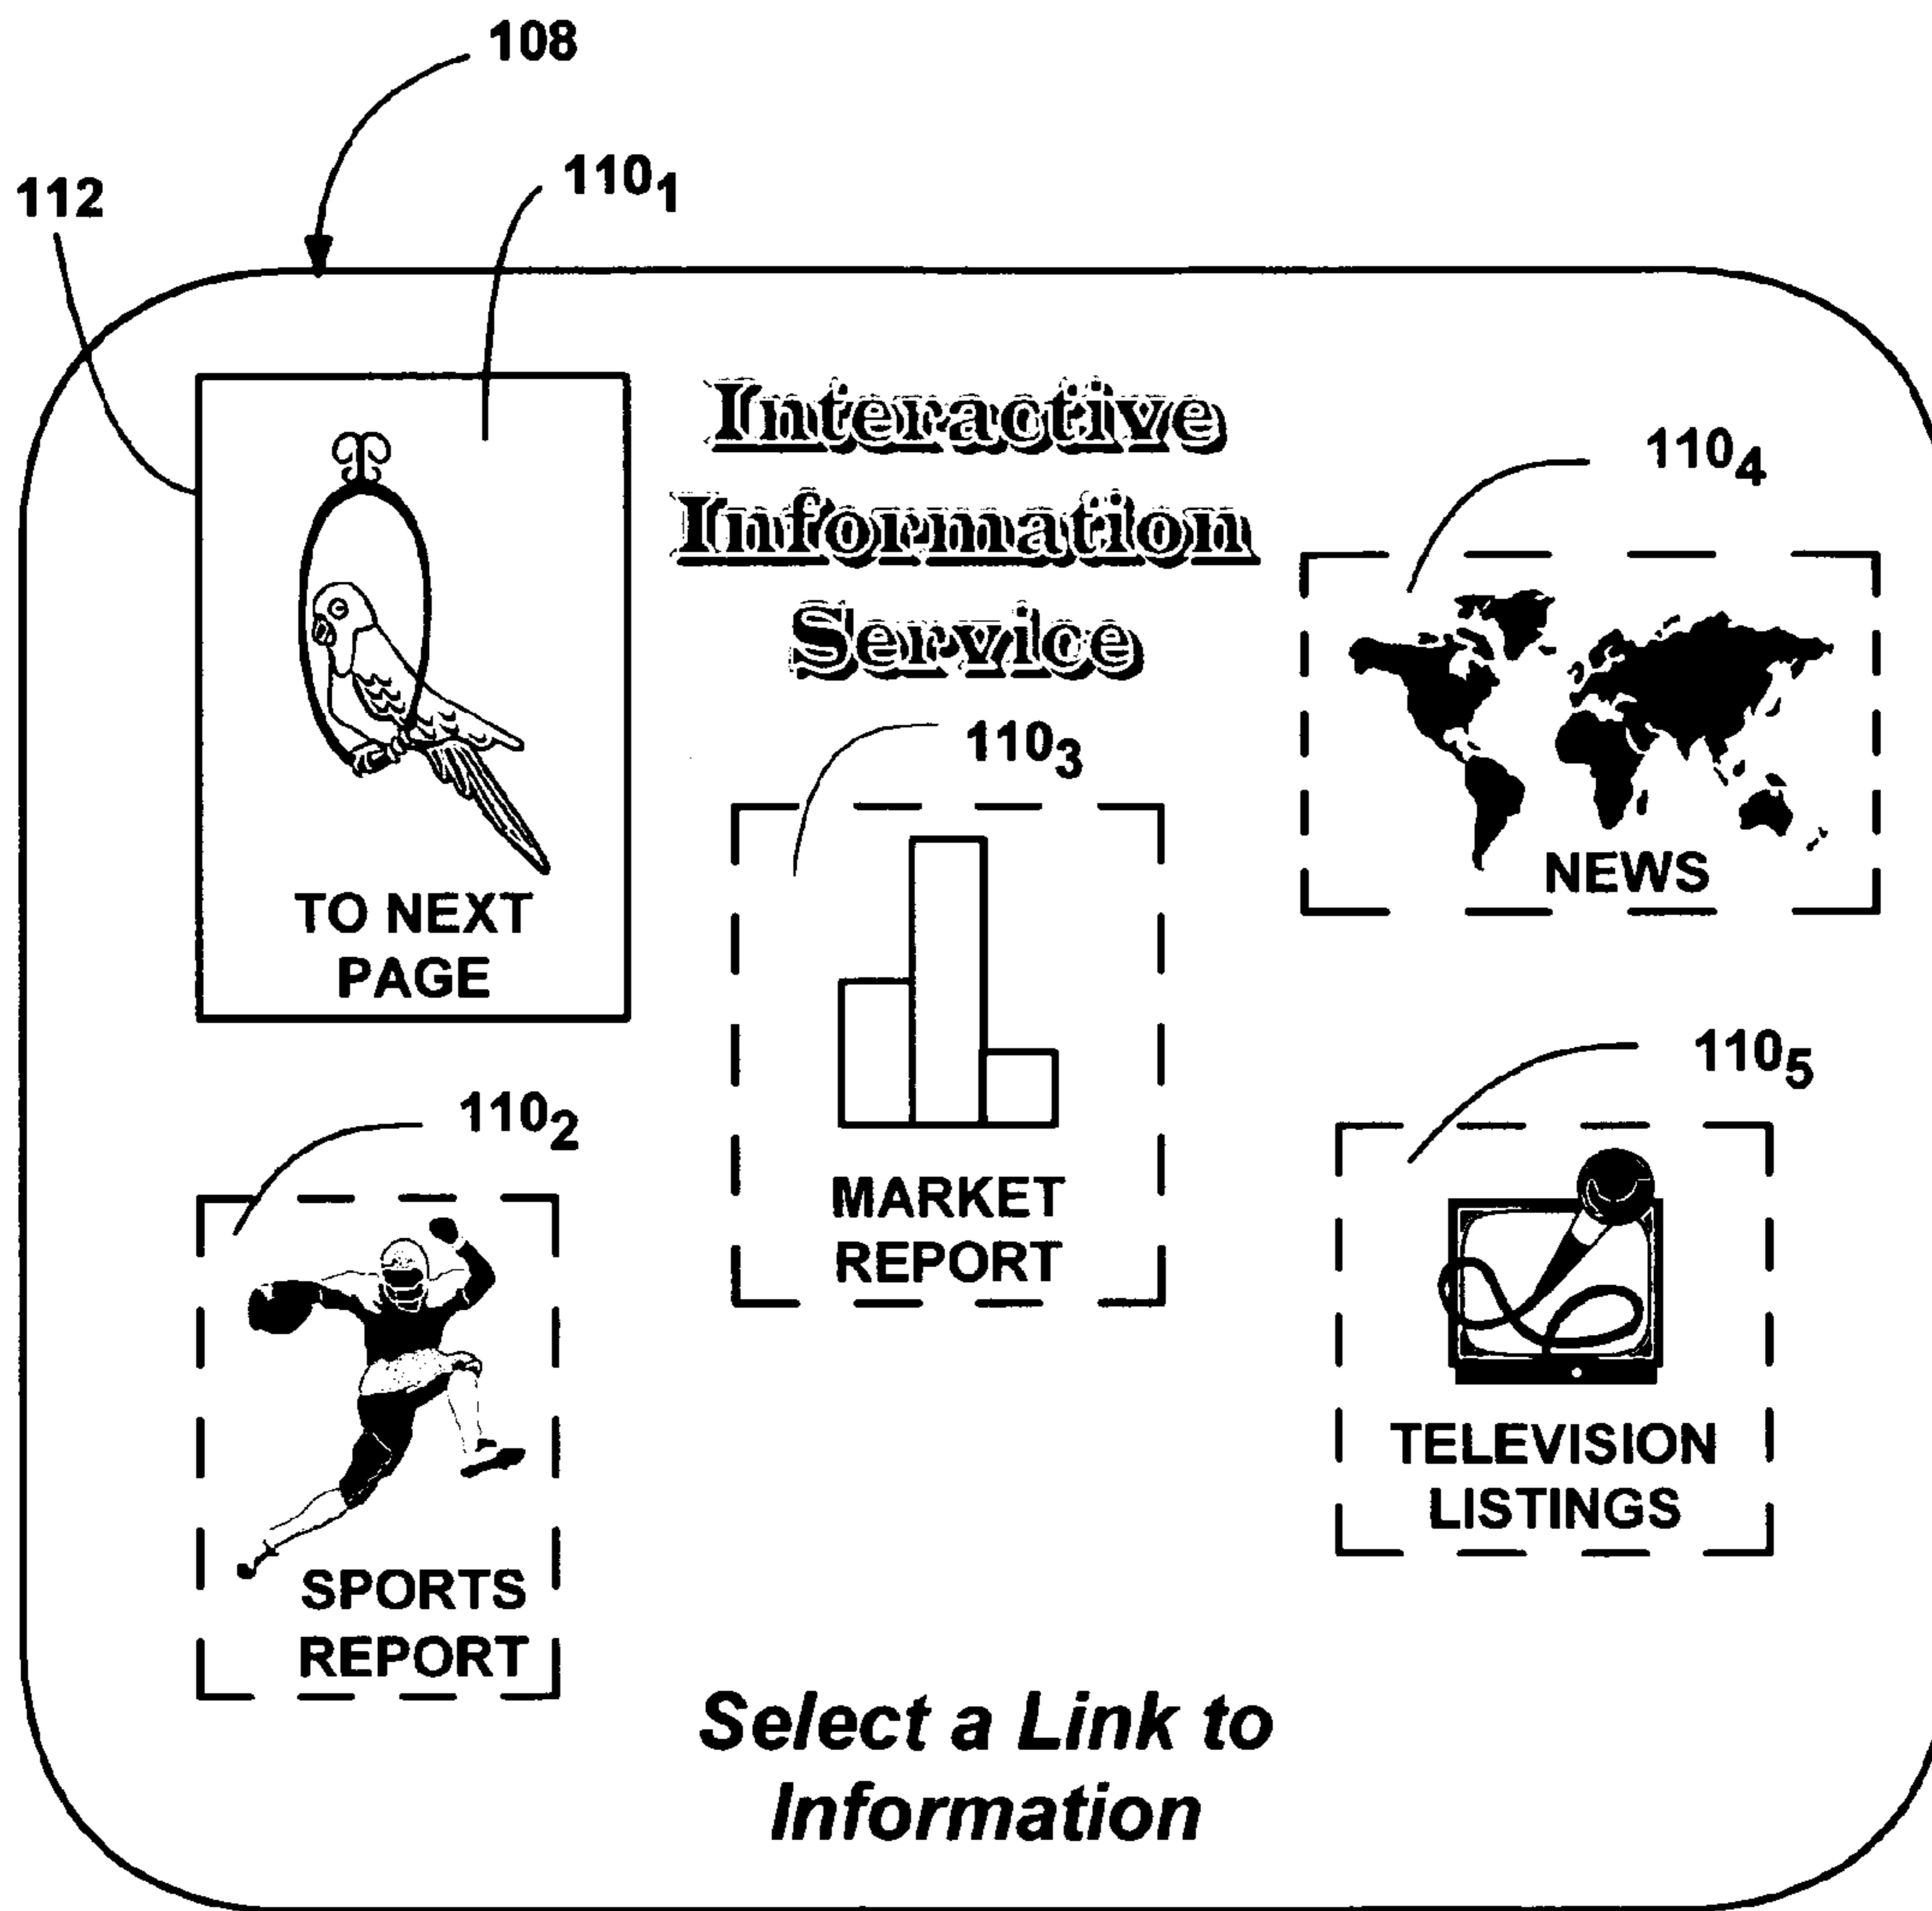 108
110₁
112
Interactive
Information
Service
110₄
110₃
NEWS
TO NEXT
PAGE
110₅
110₂
MARKET
REPORT
TELEVISION
LISTINGS
SPORTS
REPORT
Select a Link to
Information